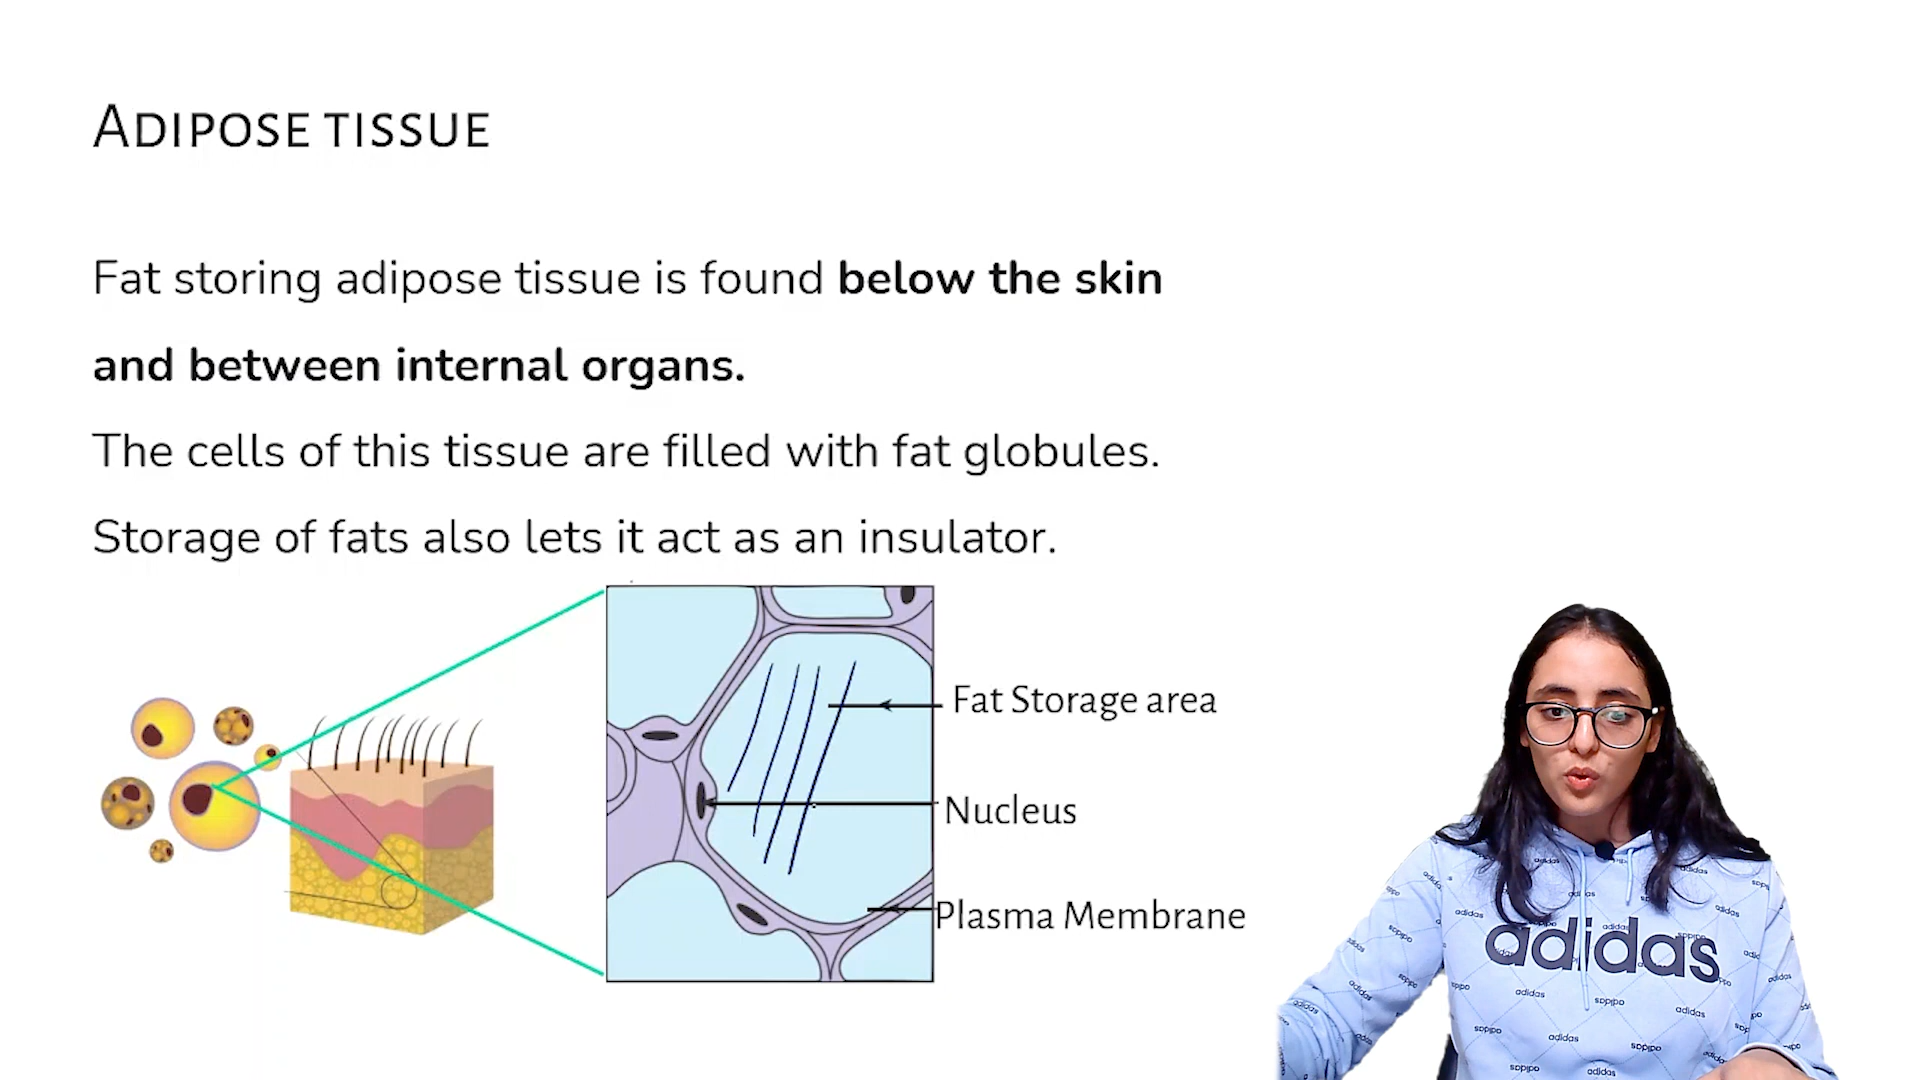 ADIPOSE TISSUE
Fat storing adipose tissue is found below the skin
and between internal organs.
The cells of this tissue are filled with fat globules.
Storage of fats also lets it act as an insulator.
Fat Storage area
Nucleus
Plasma Membrane
adidas